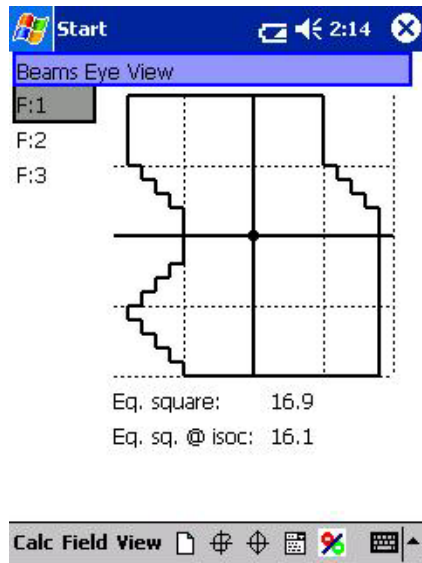 Start 2:14
Beams Eye View
F:1
F:2
F:3
Eq. square: 16.9
Eq. sq. @ isoc: 16.1
Calc Field View